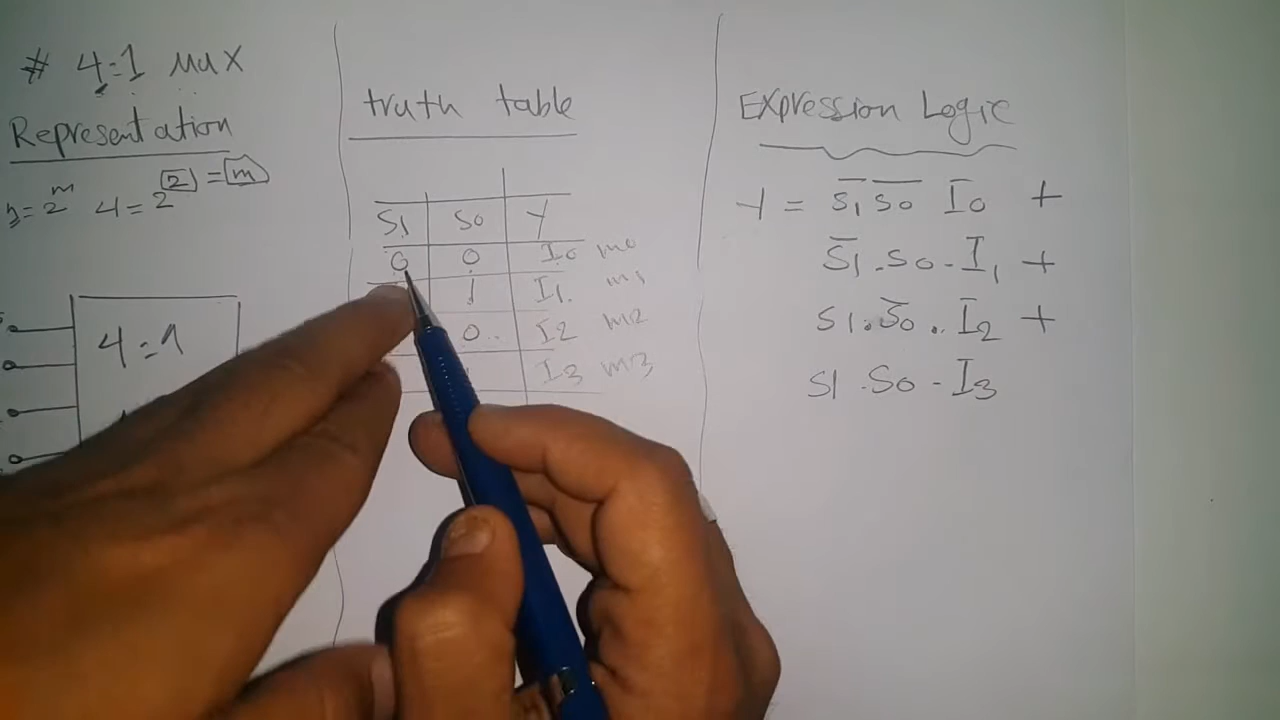 # 4:1 MUX
Representation
n=2^m 4=2^2=m
4:1
truth table
S1 S0 Y
0 0 I0 m0
1 I1. m1
0.. I2 m2
I3 m3
Expression Logic
Y = S̅1 S̅0 I0 +
S̅1.S0-I1 +
S1.S̅0..I2 +
S1.S0-I3